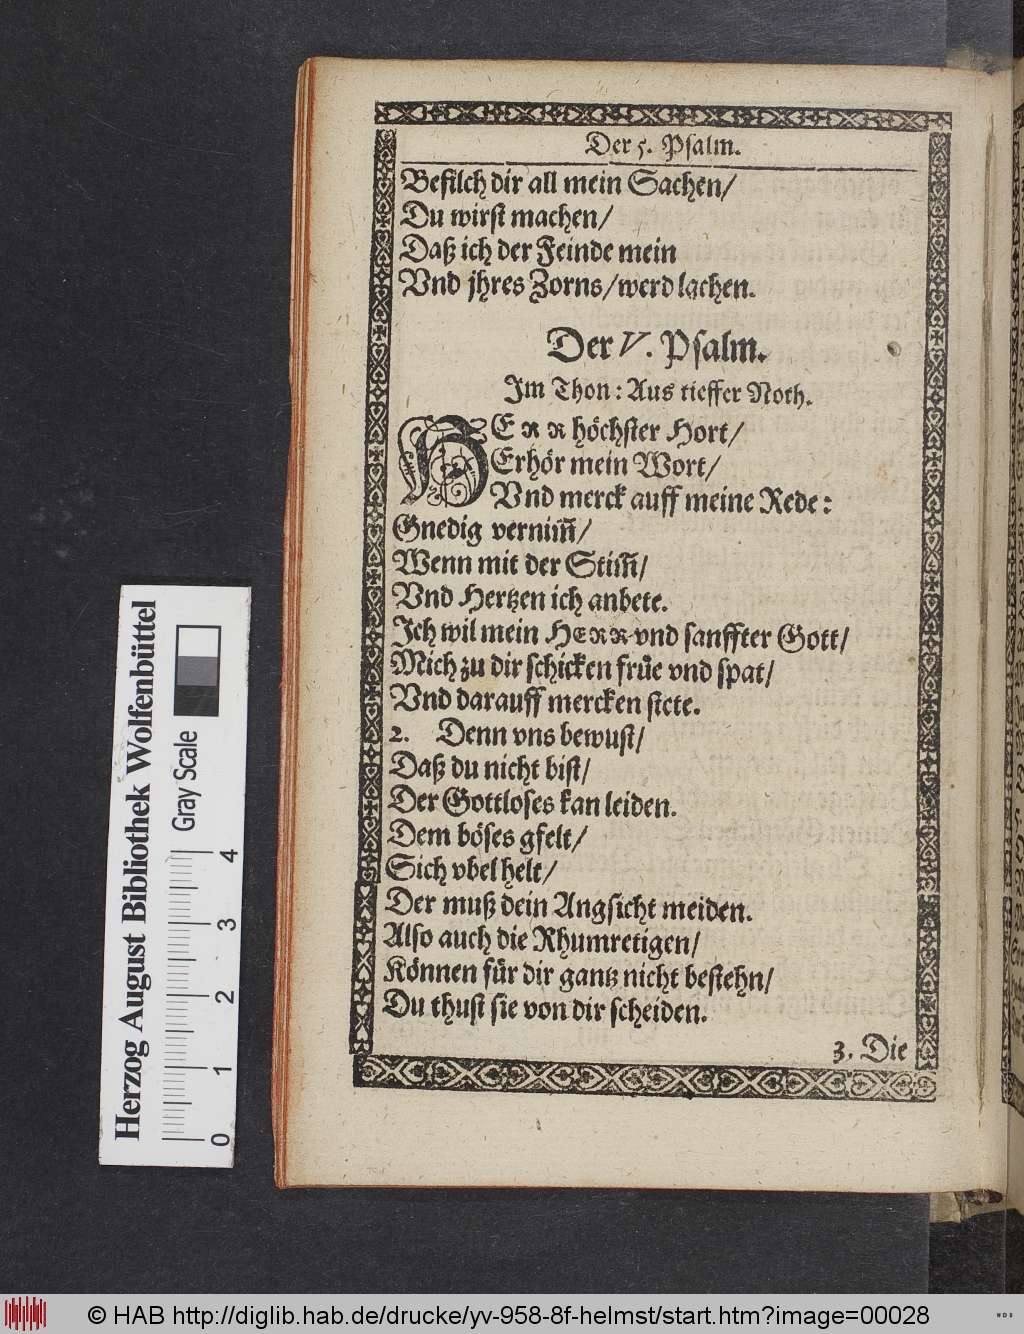 Der 5. Psalm.
Befilch dir all mein Sachen/
Du wirst machen/
Daß ich der Feinde mein
Vnd jhres Zorns/werd lachen.
Der V. Psalm.
Im Thon: Aus tieffer Noth.
HERR höchster Hort/
Erhör mein Wort/
Vnd merck auff meine Rede:
Gnedig vernim̃/
Wenn mit der Stim̃/
Vnd Hertzen ich anbete.
Ich wil mein HERR vnd sanffter Gott/
Mich zu dir schicken früe vnd spat/
Vnd darauff mercken stete.
2. Denn vns bewust/
Daß du nicht bist/
Der Gottloses kan leiden.
Dem böses gfelt/
Sich vbel helt/
Der muß dein Angsicht meiden.
Also auch die Rhumretigen/
Können für dir gantz nicht bestehn/
Du thust sie von dir scheiden.
3. Die
Herzog August Bibliothek Wolfenbüttel
Gray Scale
0 1 2 3 4
© HAB http://diglib.hab.de/drucke/yv-958-8f-helmst/start.htm?image=00028